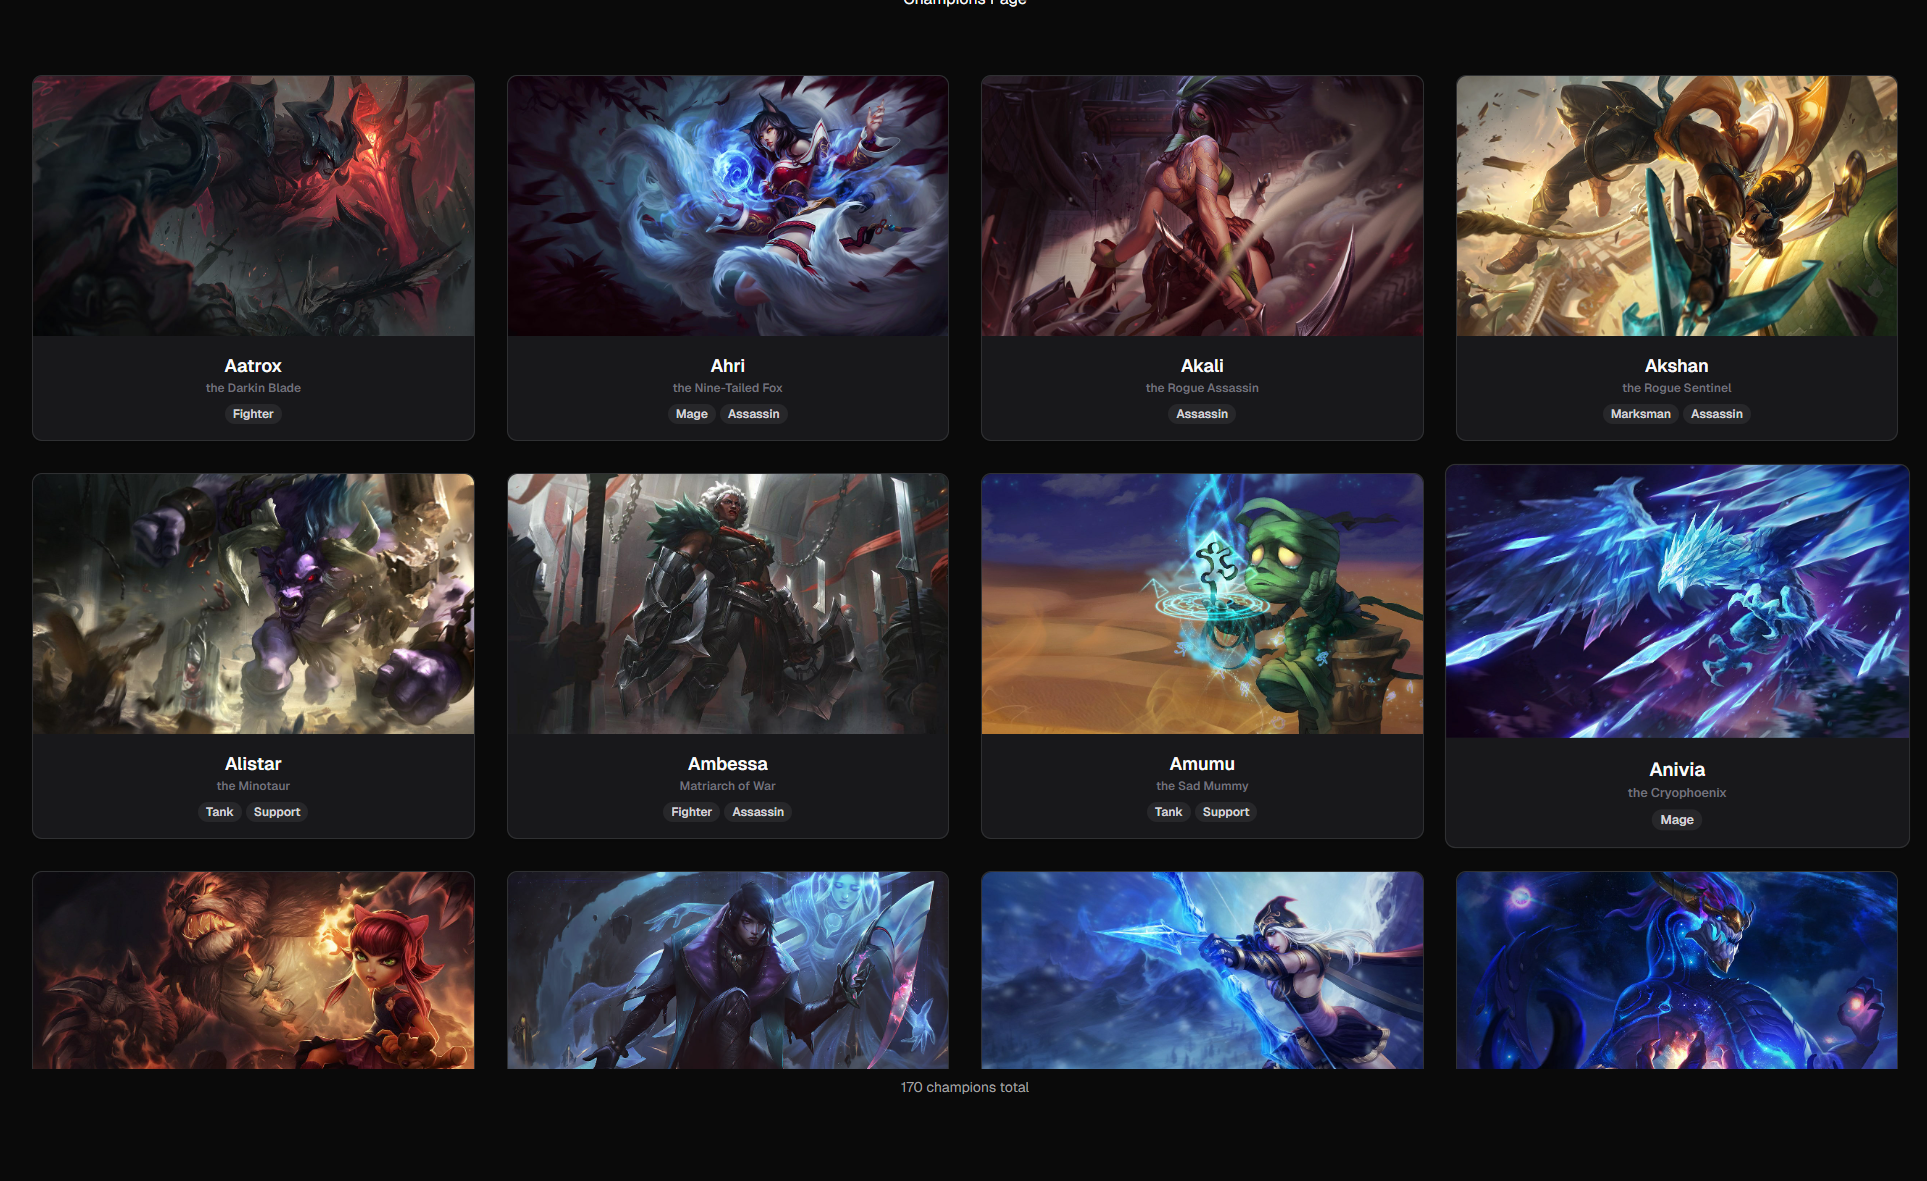 Champions Page
Aatrox
the Darkin Blade
Fighter
Ahri
the Nine-Tailed Fox
Mage Assassin
Akali
the Rogue Assassin
Assassin
Akshan
the Rogue Sentinel
Marksman Assassin
Alistar
the Minotaur
Tank Support
Ambessa
Matriarch of War
Fighter Assassin
Amumu
the Sad Mummy
Tank Support
Anivia
the Cryophoenix
Mage
170 champions total